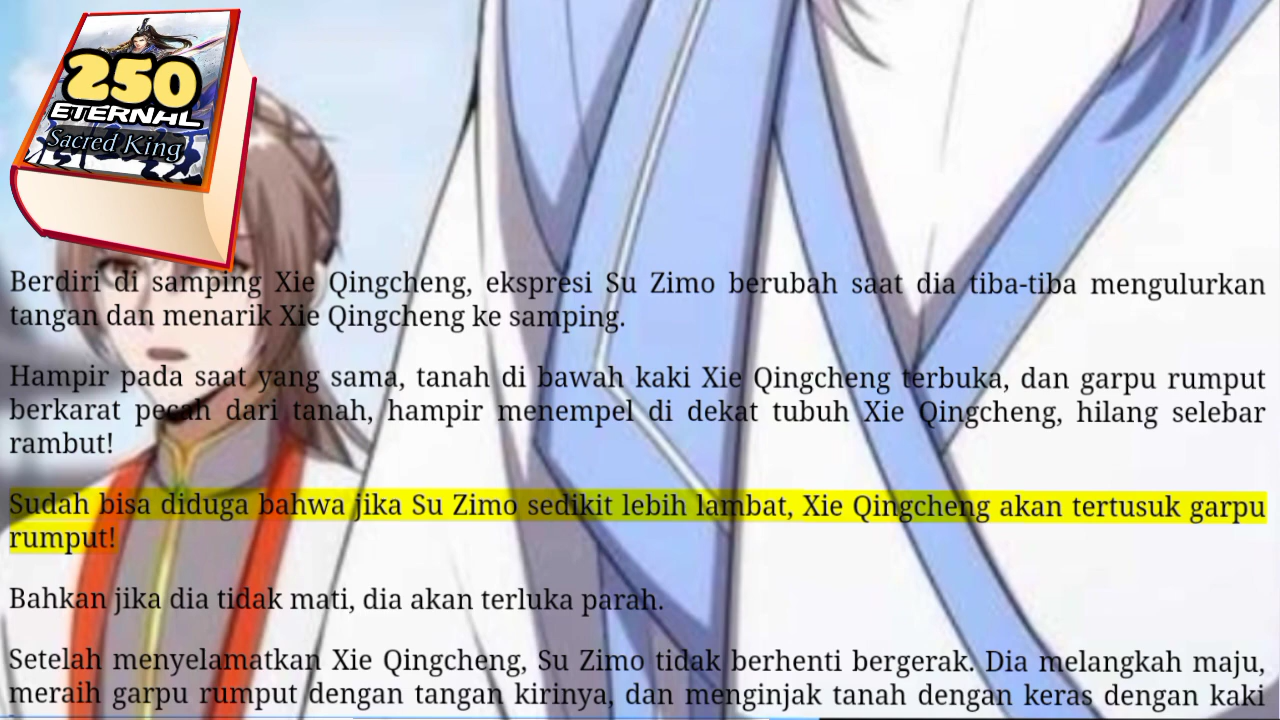 250
ETERNAL
Sacred King
Berdiri di samping Xie Qingcheng, ekspresi Su Zimo berubah saat dia tiba-tiba mengulurkan
tangan dan menarik Xie Qingcheng ke samping.
Hampir pada saat yang sama, tanah di bawah kaki Xie Qingcheng terbuka, dan garpu rumput
berkarat pecah dari tanah, hampir menempel di dekat tubuh Xie Qingcheng, hilang selebar
rambut!
Sudah bisa diduga bahwa jika Su Zimo sedikit lebih lambat, Xie Qingcheng akan tertusuk garpu
rumput!
Bahkan jika dia tidak mati, dia akan terluka parah.
Setelah menyelamatkan Xie Qingcheng, Su Zimo tidak berhenti bergerak. Dia melangkah maju,
meraih garpu rumput dengan tangan kirinya, dan menginjak tanah dengan keras dengan kaki